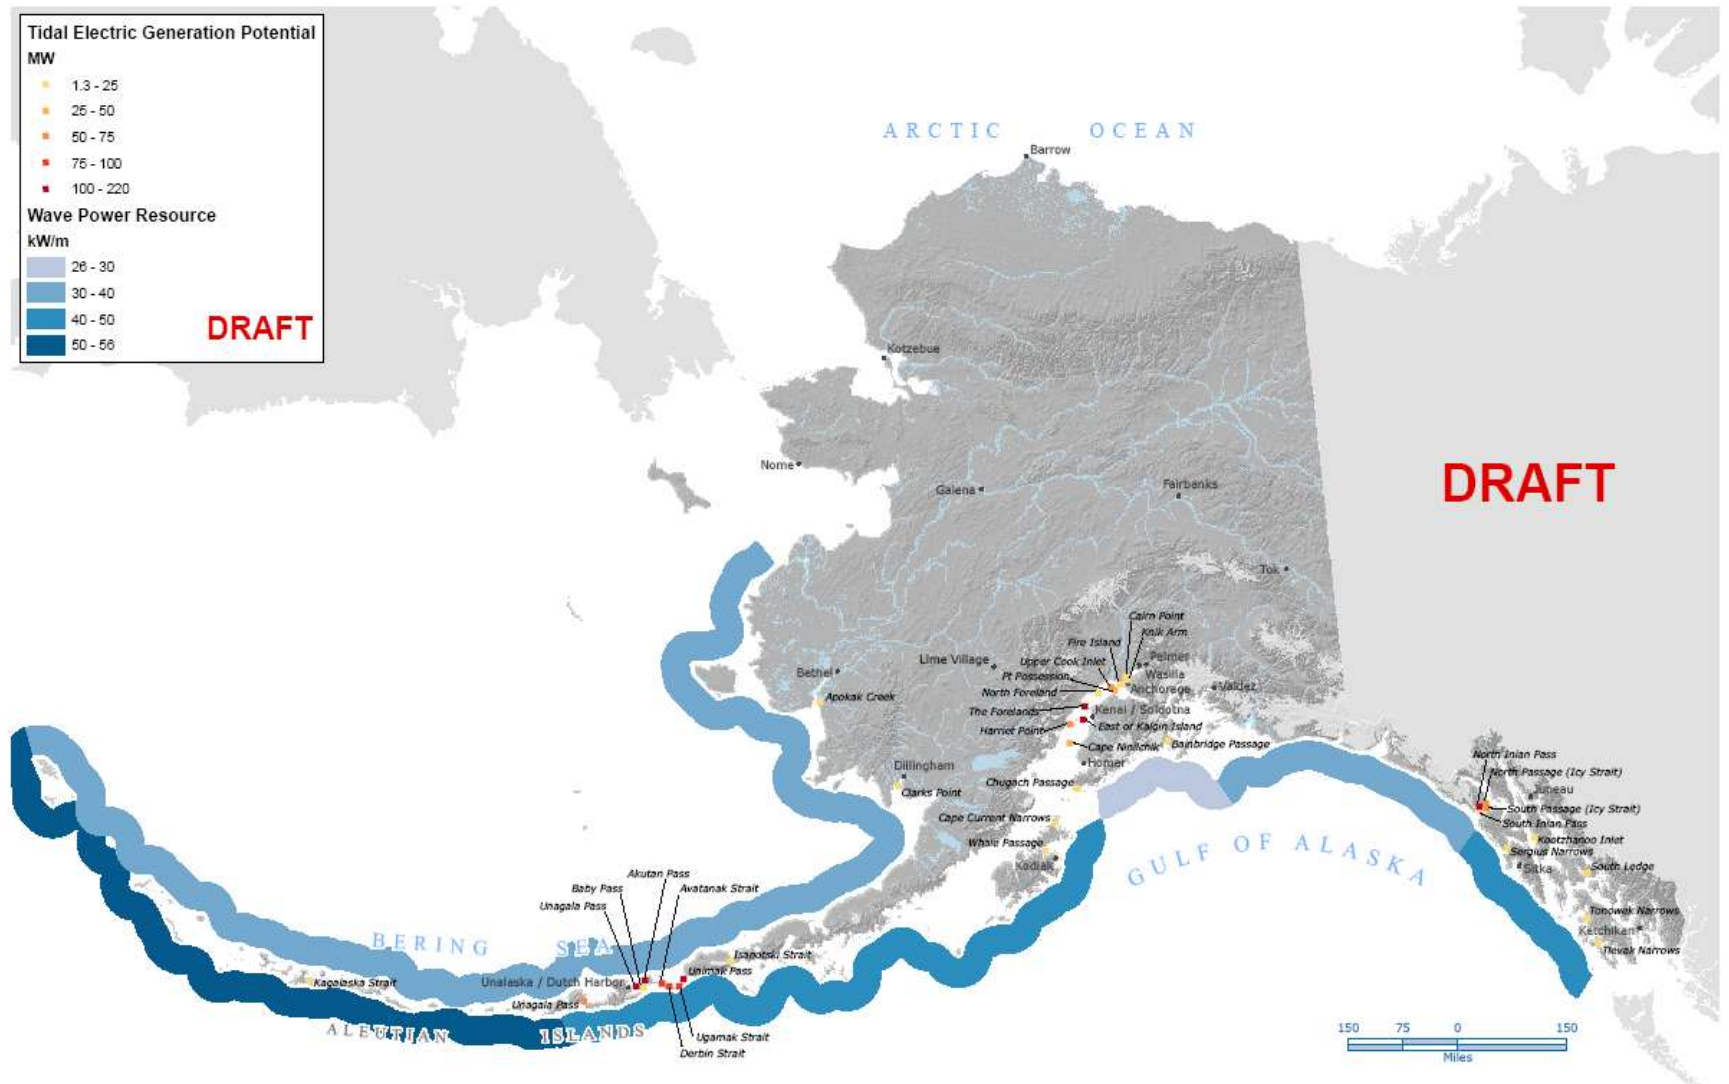 Tidal Electric Generation Potential
MW
1.3 - 25
25 - 50
50 - 75
75 - 100
100 - 220
Wave Power Resource
kW/m
26 - 30
30 - 40
40 - 50
50 - 56
DRAFT
ARCTIC OCEAN
Barrow
Kotzebue
Nome
Galena
Fairbanks
DRAFT
Tok
Cairn Point
Knik Arm
Fire Island
Upper Cook Inlet
Palmer
Lime Village
Wasilla
Pt Possession
Bethel
Anchorage
Valdez
North Foreland
Apokak Creek
The Forelands
Kenai / Soldotna
East of Kalgin Island
Harriet Point
Cape Ninilchik
Bainbridge Passage
Homer
Dillingham
Clarks Point
Chugach Passage
North Inian Pass
North Passage (Icy Strait)
Juneau
South Passage (Icy Strait)
South Inian Pass
Cape Current Narrows
Whale Passage
Kodiak
GULF OF ALASKA
Kootzhanoo Inlet
Sergius Narrows
Sitka
South Ledge
Tonowek Narrows
Ketchikan
Tlevak Narrows
Akutan Pass
Baby Pass
Avatanak Strait
Unagala Pass
BERING SEA
Isanotski Strait
Unimak Pass
Kagalaska Strait
Unalaska / Dutch Harbor
Unagala Pass
ALEUTIAN ISLANDS
Ugamak Strait
Derbin Strait
150 75 0 150
Miles